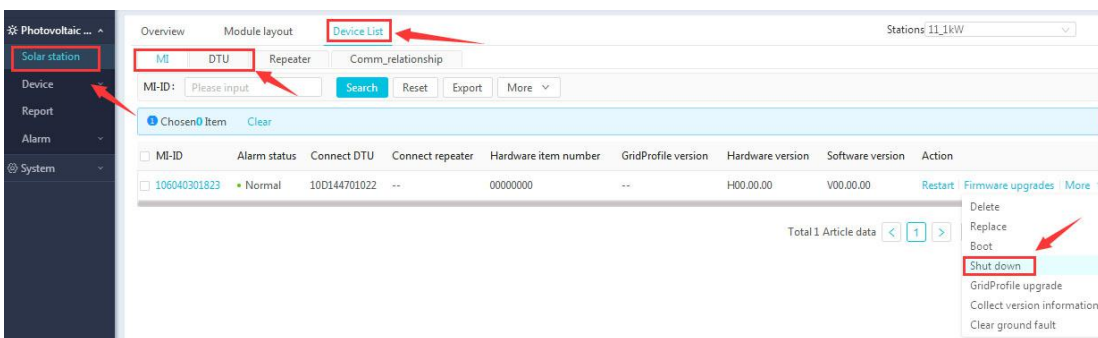 Photovoltaic ...
Solar station
Device
Report
Alarm
System
Overview Module layout Device List Stations 11_1kW
MI DTU Repeater Comm_relationship
MI-ID: Please input Search Reset Export More
Chosen0 Item Clear
MI-ID Alarm status Connect DTU Connect repeater Hardware item number GridProfile version Hardware version Software version Action
106040301823 Normal 10D144701022 -- 00000000 -- H00.00.00 V00.00.00 Restart Firmware upgrades More
Delete
Replace
Boot
Shut down
GridProfile upgrade
Collect version information
Clear ground fault
Total 1 Article data < 1 >